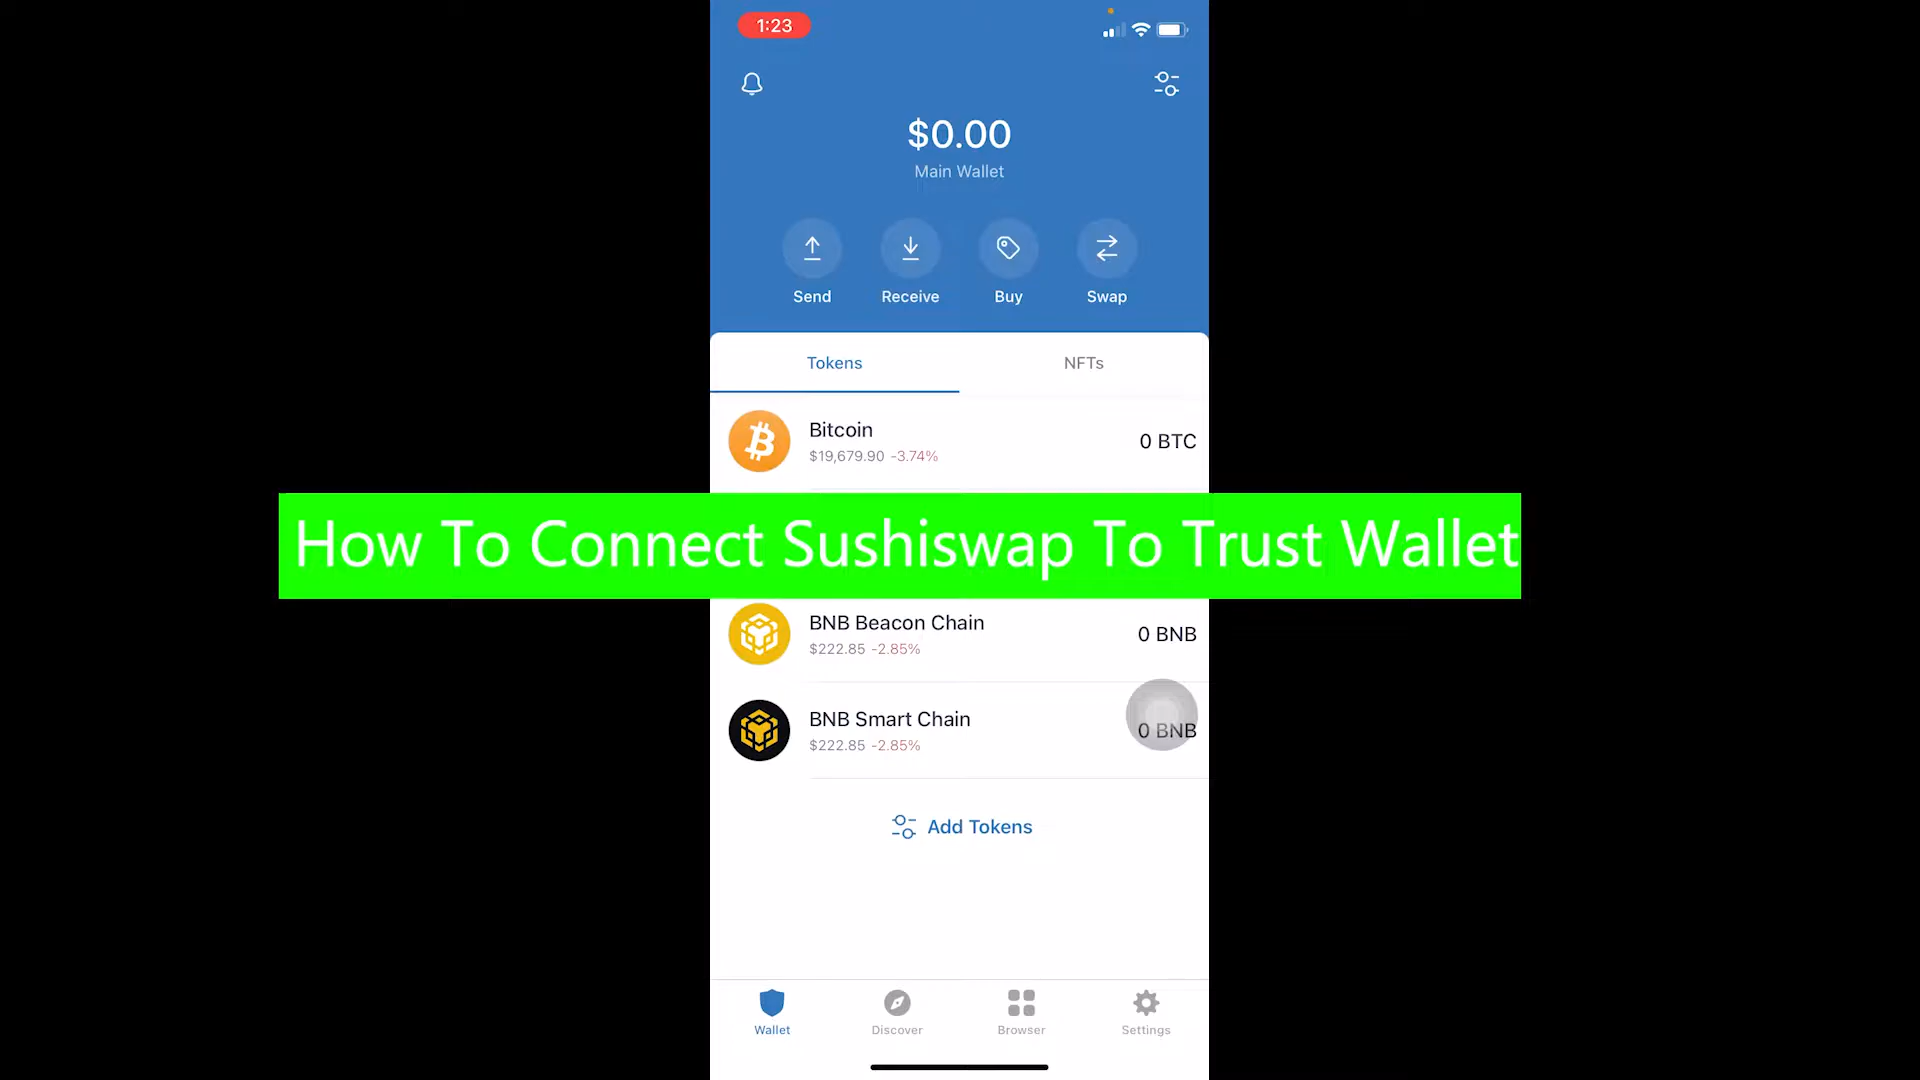 1:23
$0.00
Main Wallet
Send Receive Buy Swap
Tokens NFTs
Bitcoin
0 BTC
$19,679.90 -3.74%
How To Connect Sushiswap To Trust Wallet
BNB Beacon Chain
0 BNB
$222.85 -2.85%
BNB Smart Chain
0 BNB
$222.85 -2.85%
Add Tokens
Wallet Discover Browser Settings